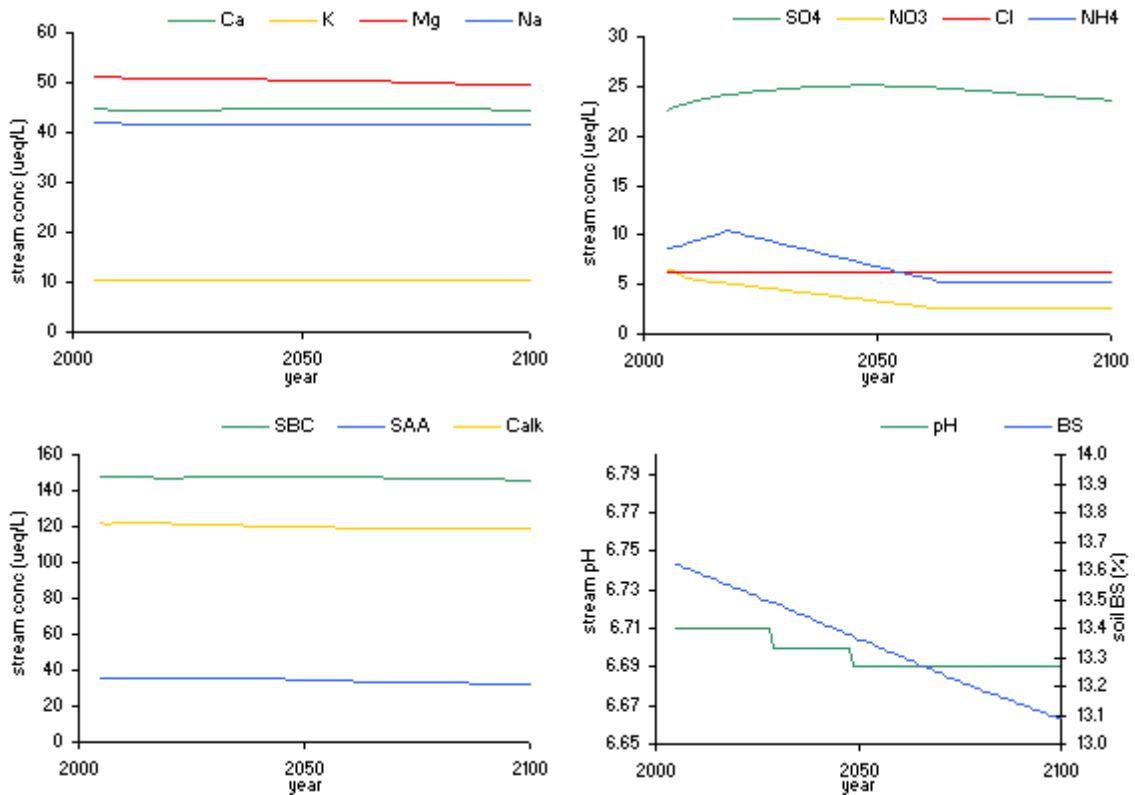 Ca K Mg Na
60
50
40
30
20
10
0
stream conc (ueq/L)
2000 2050 2100
year
SO4 NO3 Cl NH4
30
25
20
15
10
5
0
stream conc (ueq/L)
2000 2050 2100
year
SBC SAA Calk
160
140
120
100
80
60
40
20
0
stream conc (ueq/L)
2000 2050 2100
year
pH BS
6.79
6.77
6.75
6.73
6.71
6.69
6.67
6.65
stream pH
14.0
13.9
13.8
13.7
13.6
13.5
13.4
13.3
13.2
13.1
13.0
soil BS (%)
2000 2050 2100
year